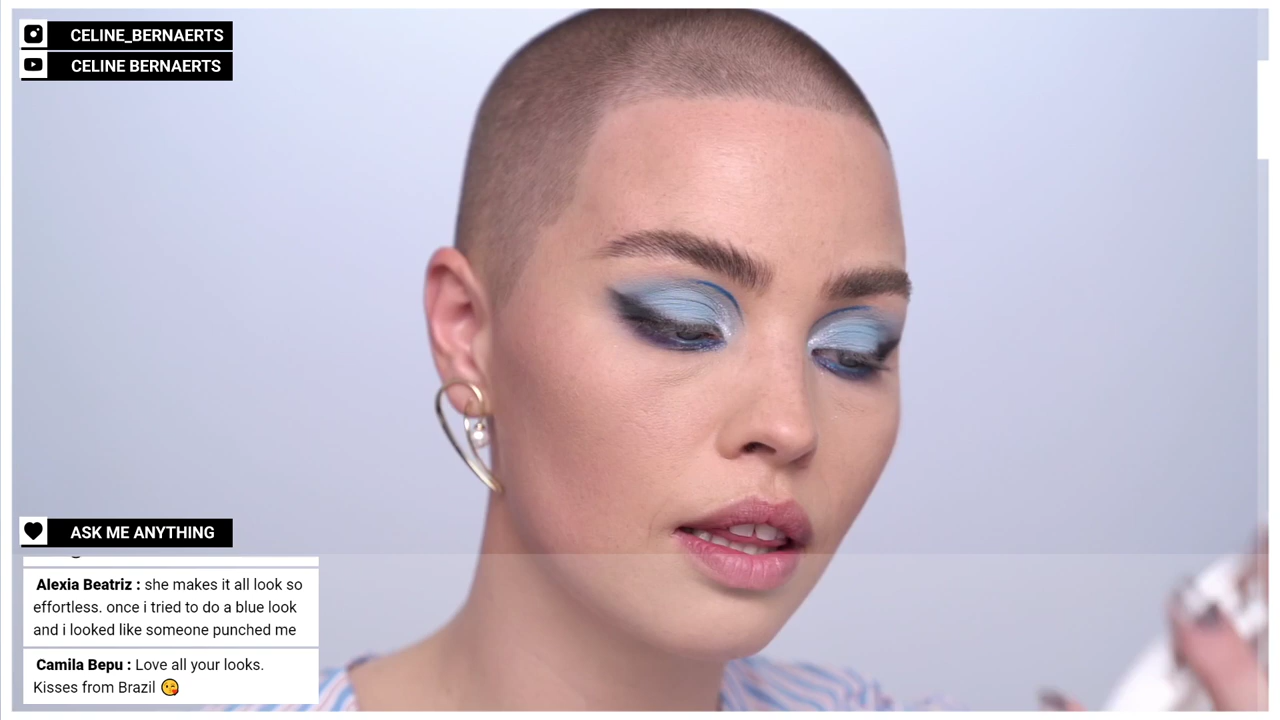 CELINE_BERNAERTS
CELINE BERNAERTS
ASK ME ANYTHING
Alexia Beatriz : she makes it all look so
effortless. once i tried to do a blue look
and i looked like someone punched me
Camila Bepu : Love all your looks.
Kisses from Brazil 😘